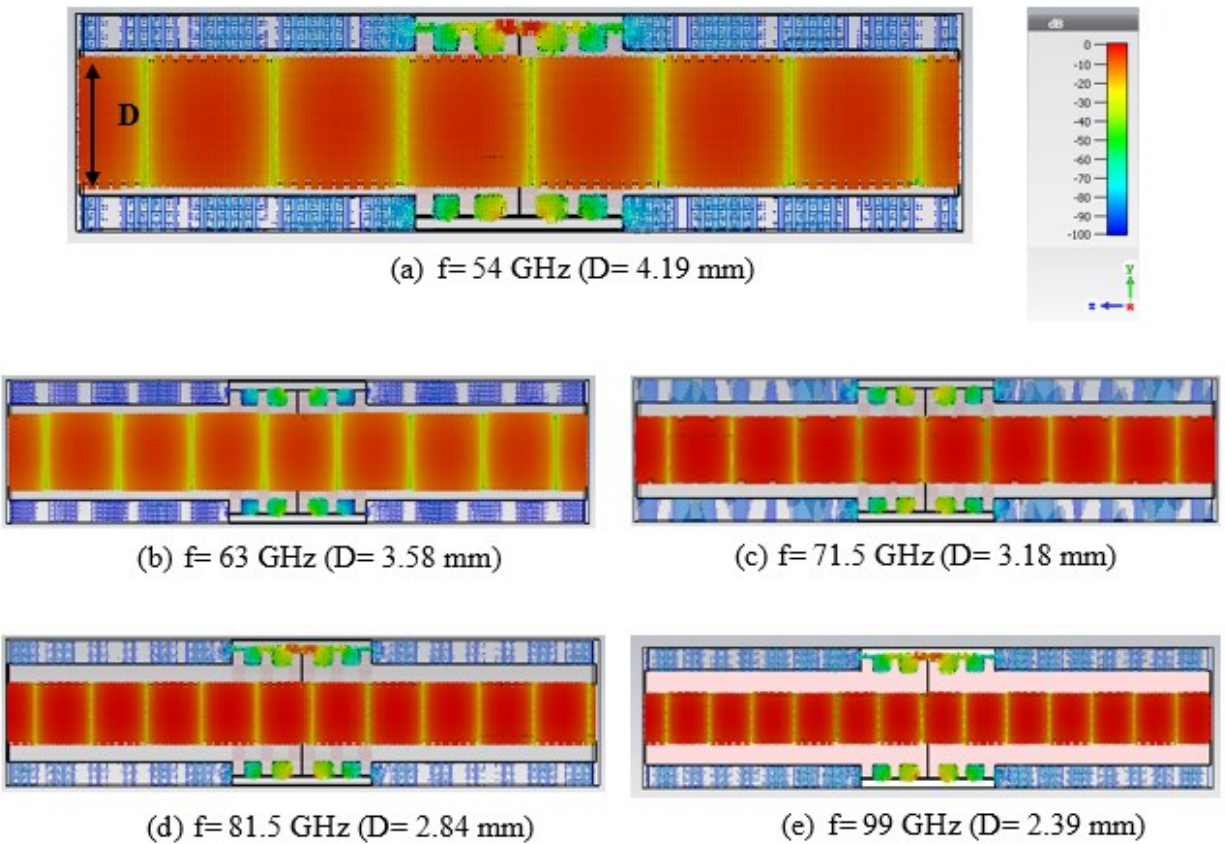 dB
0
-10
-20
-30
-40
-50
-60
-70
-80
-90
-100
D
y
z
x
(a) f= 54 GHz (D= 4.19 mm)
(b) f= 63 GHz (D= 3.58 mm)
(c) f= 71.5 GHz (D= 3.18 mm)
(d) f= 81.5 GHz (D= 2.84 mm)
(e) f= 99 GHz (D= 2.39 mm)